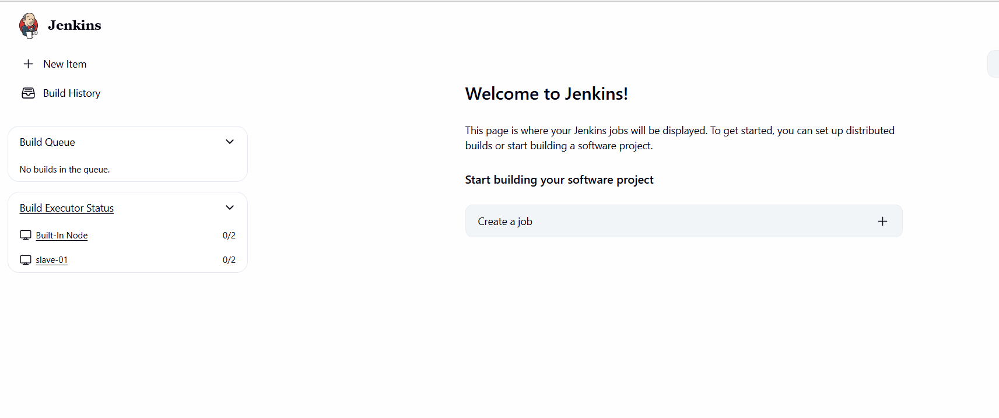 Jenkins
New Item
Build History
Build Queue
No builds in the queue.
Build Executor Status
Built-In Node 0/2
slave-01 0/2
Welcome to Jenkins!
This page is where your Jenkins jobs will be displayed. To get started, you can set up distributed
builds or start building a software project.
Start building your software project
Create a job